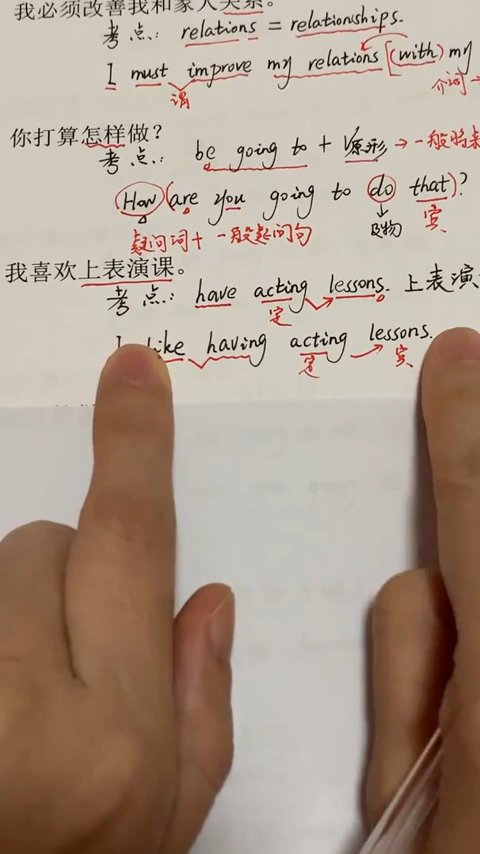 我必须改善我和家人关系。
考点: relations = relationships.
I must improve my relations (with) my
谓 介词→
你打算怎样做?
考点: be going to + V原形 → 一般将来
How (are you going to do that)?
疑问词 + 一般疑问句 事物 宾
我喜欢上表演课。
考点: have acting lessons. 上表演
定
like having acting lessons.
定 宾